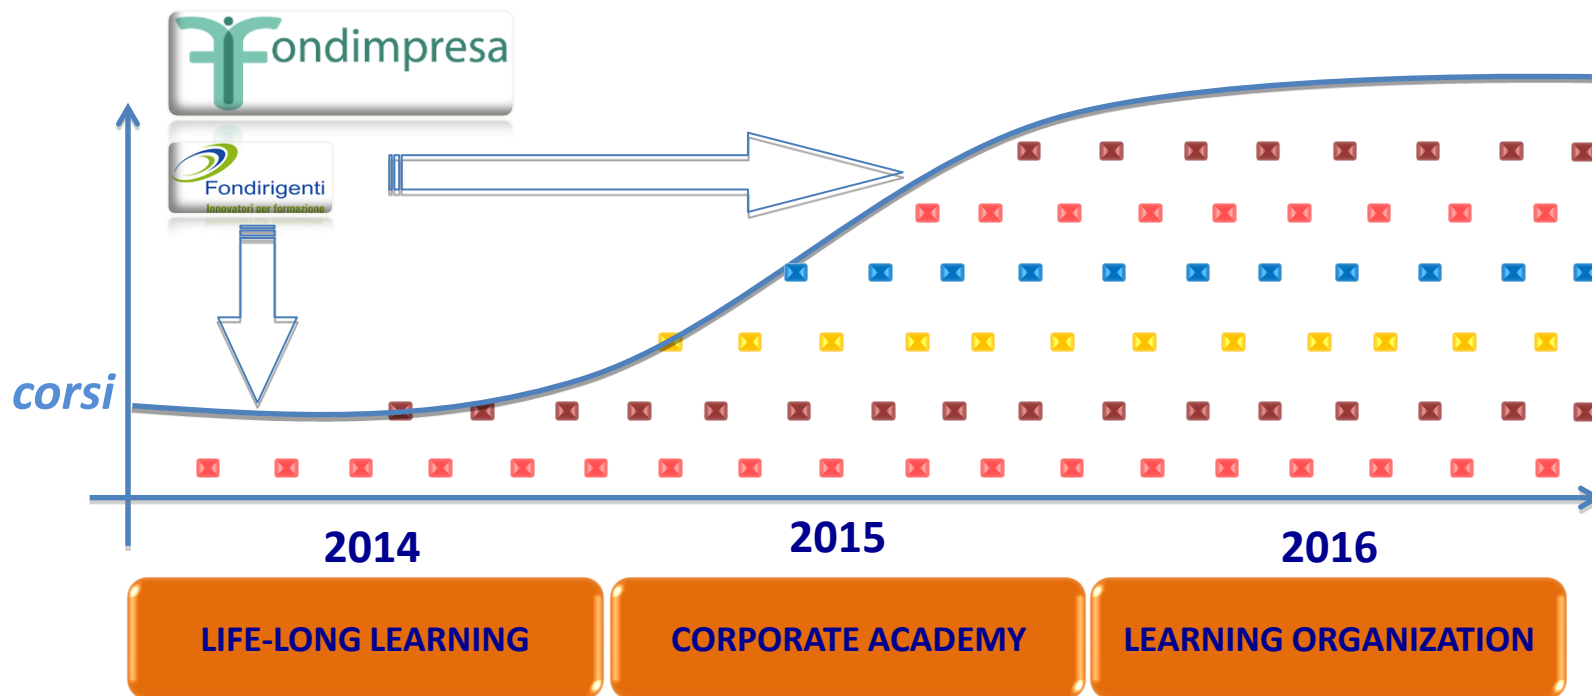 Fondimpresa
Fondirigenti
Innovatori per formazione
corsi
2014
2015
2016
LIFE-LONG LEARNING
CORPORATE ACADEMY
LEARNING ORGANIZATION